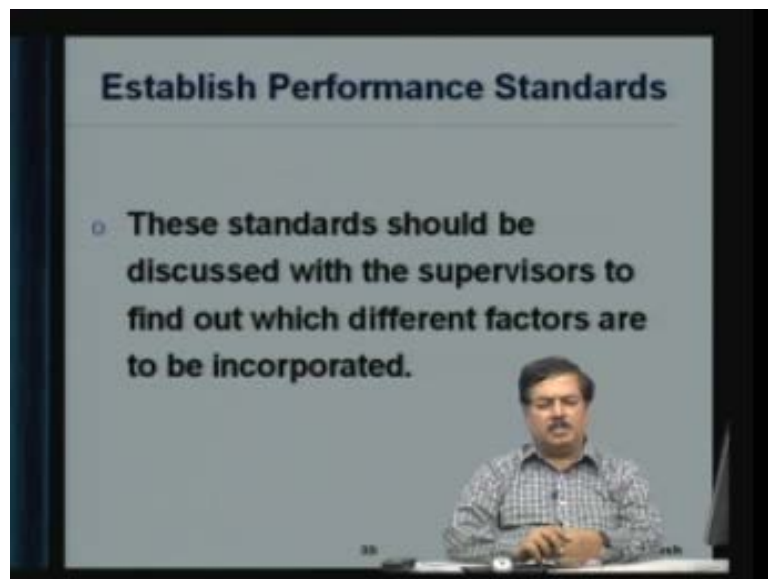 Establish Performance Standards
o These standards should be
discussed with the supervisors to
find out which different factors are
to be incorporated.